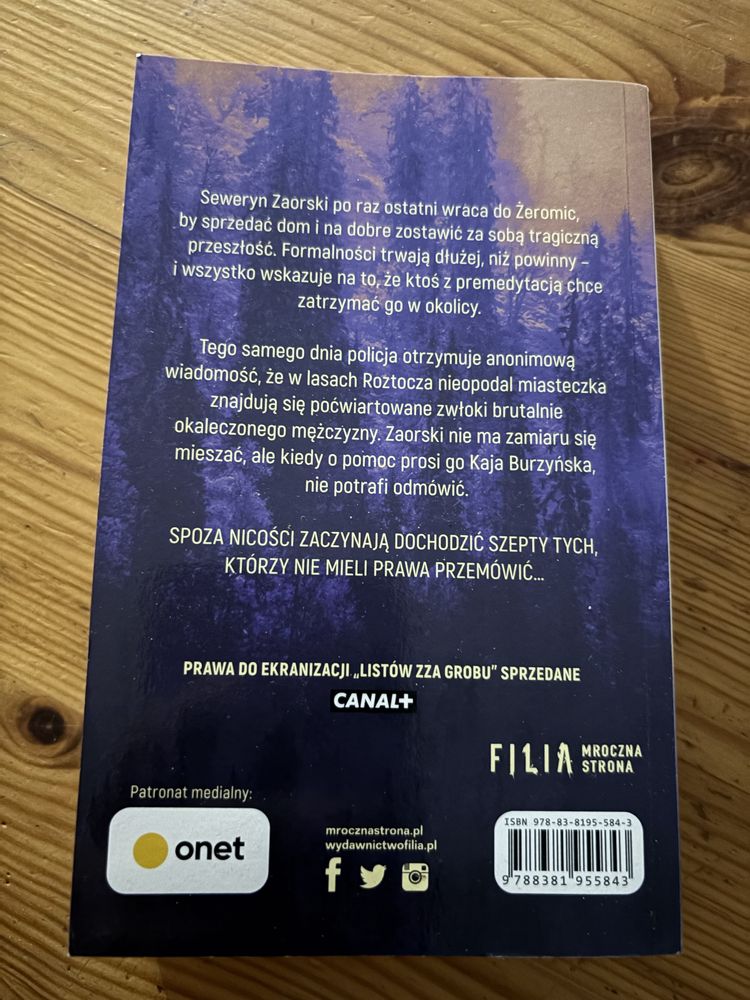 Seweryn Zaorski po raz ostatni wraca do Żeromic,
by sprzedać dom i na dobre zostawić za sobą tragiczną
przeszłość. Formalności trwają dłużej, niż powinny –
i wszystko wskazuje na to, że ktoś z premedytacją chce
zatrzymać go w okolicy.
Tego samego dnia policja otrzymuje anonimową
wiadomość, że w lasach Roztocza nieopodal miasteczka
znajdują się poćwiartowane zwłoki brutalnie
okaleczonego mężczyzny. Zaorski nie ma zamiaru się
mieszać, ale kiedy o pomoc prosi go Kaja Burzyńska,
nie potrafi odmówić.
SPOZA NICOŚCI ZACZYNAJĄ DOCHODZIĆ SZEPTY TYCH,
KTÓRZY NIE MIELI PRAWA PRZEMÓWIĆ...
PRAWA DO EKRANIZACJI „LISTÓW ZZA GROBU” SPRZEDANE
CANAL+
FILIA MROCZNA
STRONA
Patronat medialny:
onet
mrocznastrona.pl
wydawnictwofilia.pl
ISBN 978-83-8195-584-3
9 788381 955843